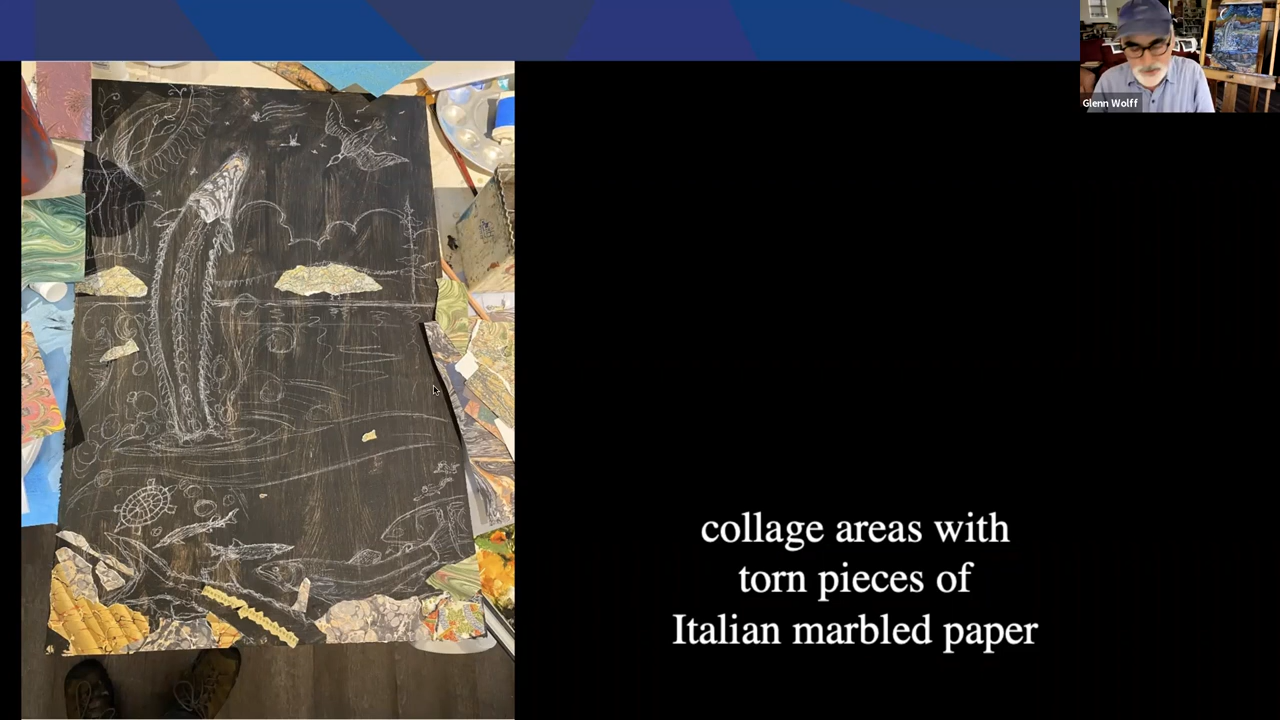 Glenn Wolff
collage areas with
torn pieces of
Italian marbled paper